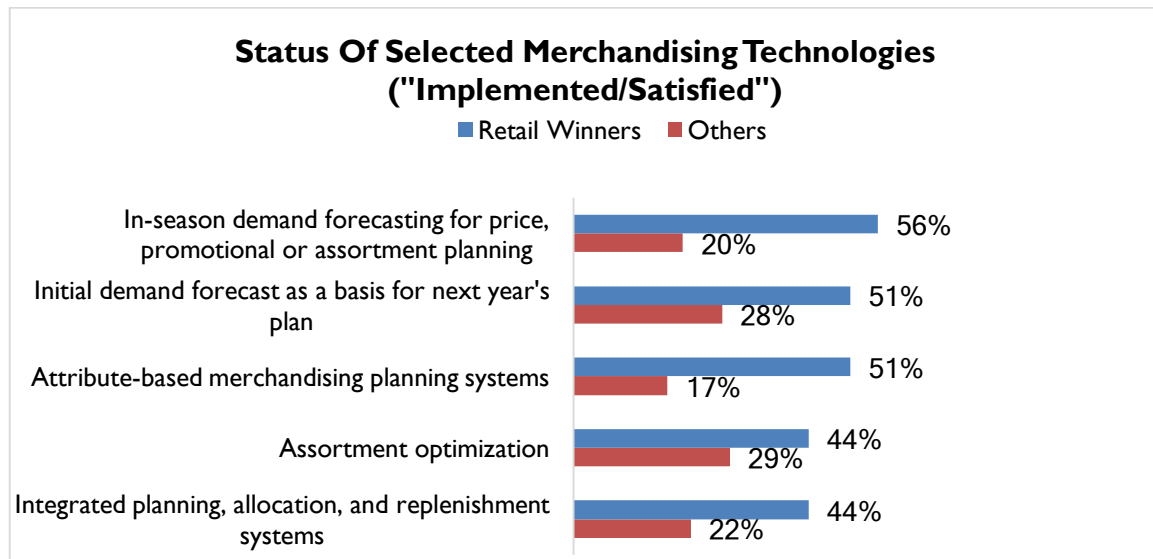 Status Of Selected Merchandising Technologies
("Implemented/Satisfied")
Retail Winners Others
In-season demand forecasting for price,
promotional or assortment planning
56%
20%
Initial demand forecast as a basis for next year's
plan
51%
28%
Attribute-based merchandising planning systems
51%
17%
Assortment optimization
44%
29%
Integrated planning, allocation, and replenishment
systems
44%
22%